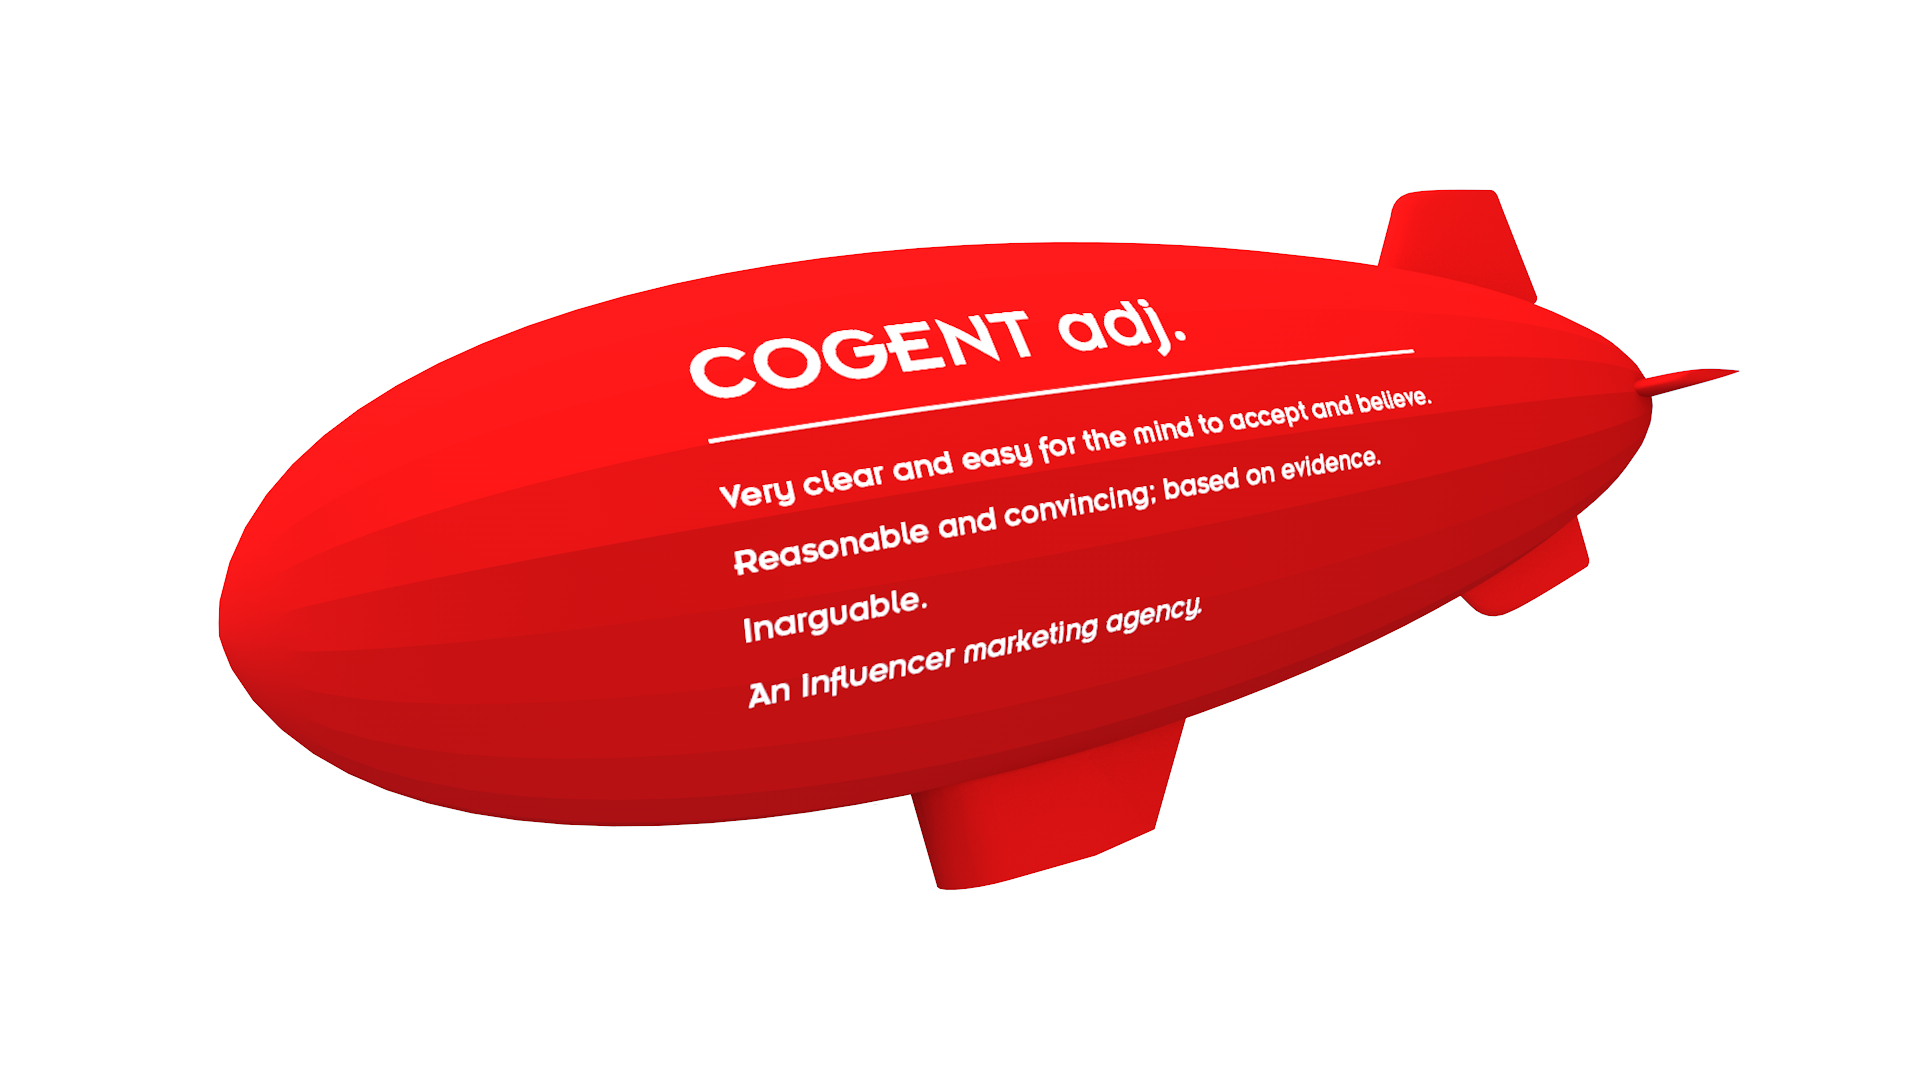 COGENT adj.
Very clear and easy for the mind to accept and believe.
Reasonable and convincing; based on evidence.
Inarguable.
An Influencer marketing agency.